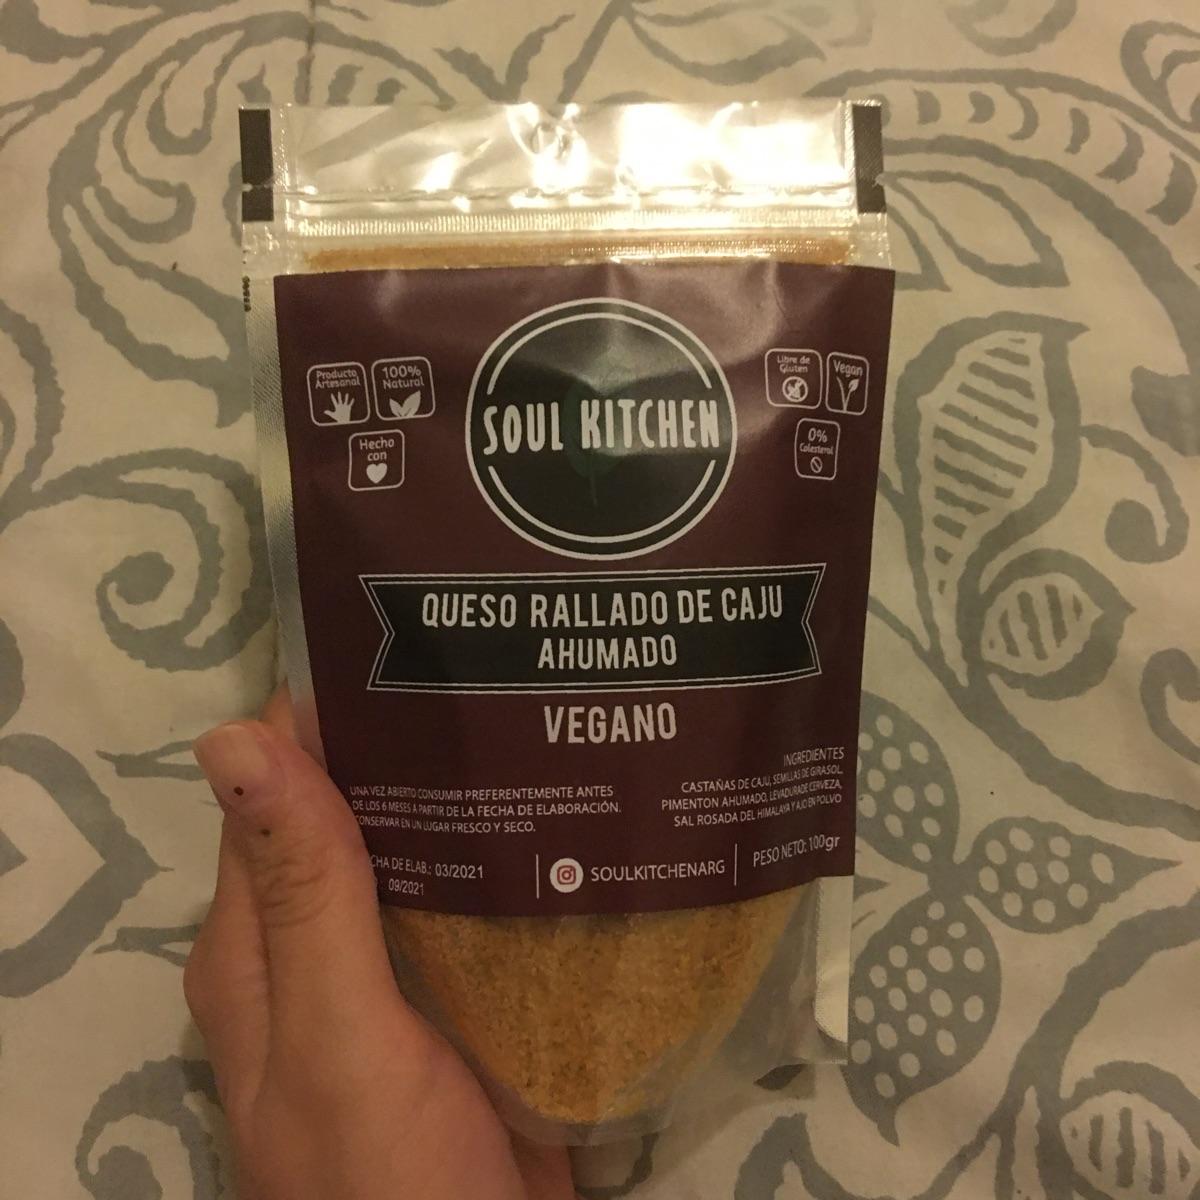 Producto
Artesanal
100%
Natural
Hecho
con
Libre de
Gluten
Vegan
0%
Colesterol
SOUL KITCHEN
QUESO RALLADO DE CAJU
AHUMADO
VEGANO
UNA VEZ ABIERTO CONSUMIR PREFERENTEMENTE ANTES
DE LOS 6 MESES A PARTIR DE LA FECHA DE ELABORACIÓN.
CONSERVAR EN UN LUGAR FRESCO Y SECO.
INGREDIENTES
CASTAÑAS DE CAJU, SEMILLAS DE GIRASOL,
PIMENTON AHUMADO, LEVADURA DE CERVEZA,
SAL ROSADA DEL HIMALAYA Y AJO EN POLVO
CHA DE ELAB.: 03/2021
: 09/2021
SOULKITCHENARG
PESO NETO: 100gr